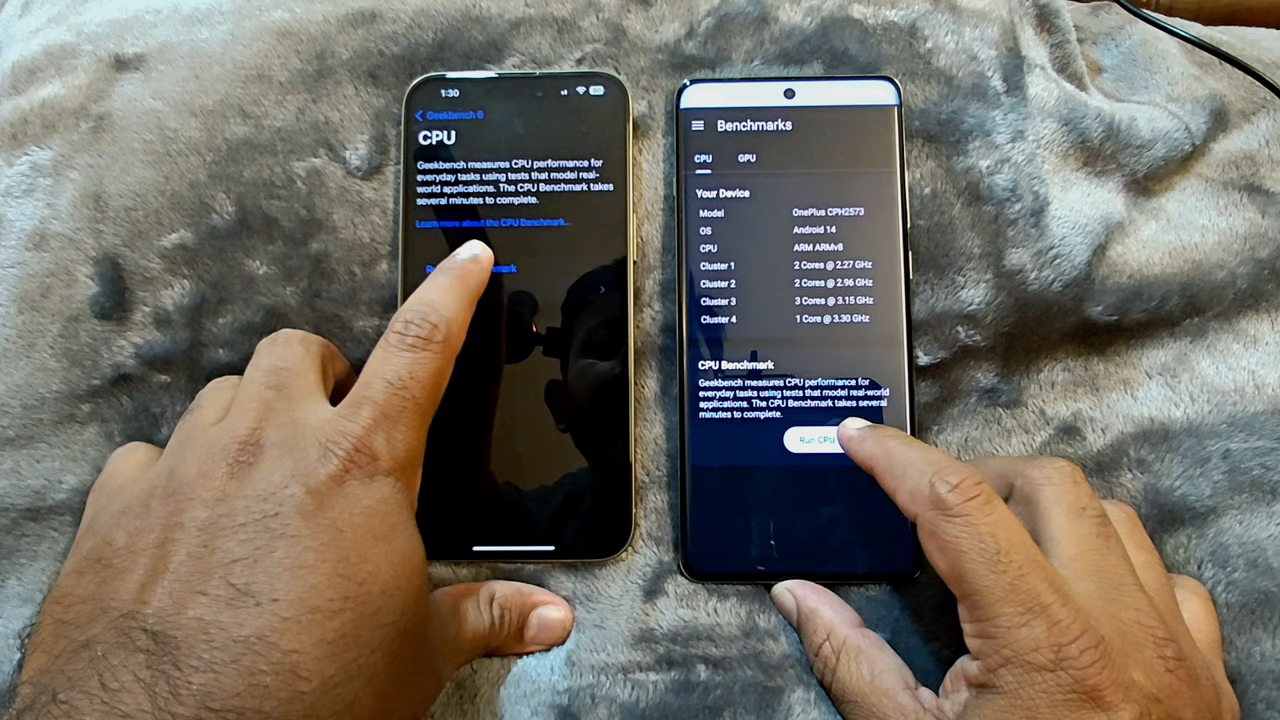 1:30
Geekbench 6
CPU
Geekbench measures CPU performance for
everyday tasks using tests that model real-
world applications. The CPU Benchmark takes
several minutes to complete.
Learn more about the CPU Benchmark...
Benchmarks
CPU GPU
Your Device
Model OnePlus CPH2573
OS Android 14
CPU ARM ARMv8
Cluster 1 2 Cores @ 2.27 GHz
Cluster 2 2 Cores @ 2.96 GHz
Cluster 3 3 Cores @ 3.15 GHz
Cluster 4 1 Core @ 3.30 GHz
CPU Benchmark
Geekbench measures CPU performance for
everyday tasks using tests that model real-world
applications. The CPU Benchmark takes several
minutes to complete.
Run CPU